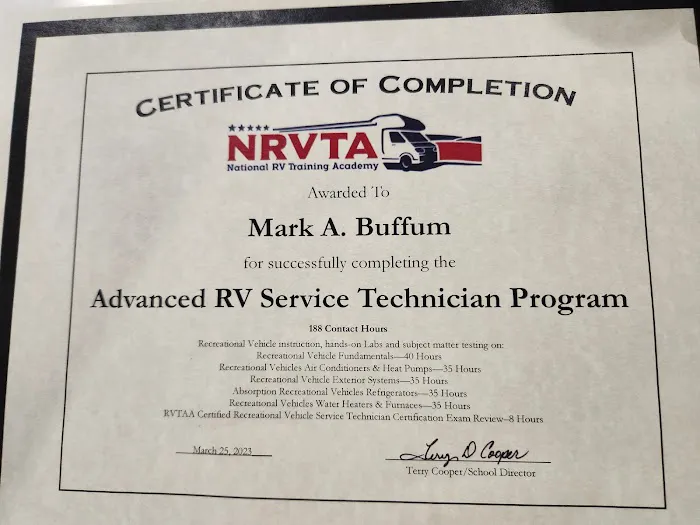 CERTIFICATE OF COMPLETION
NRVTA
National RV Training Academy
Awarded To
Mark A. Buffum
for successfully completing the
Advanced RV Service Technician Program
188 Contact Hours
Recreational Vehicle instruction, hands-on Labs and subject matter testing on:
Recreational Vehicle Fundamentals—40 Hours
Recreational Vehicles Air Conditioners & Heat Pumps—35 Hours
Recreational Vehicle Exterior Systems—35 Hours
Absorption Recreational Vehicles Refrigerators—35 Hours
Recreational Vehicles Water Heaters & Furnaces—35 Hours
RVTAA Certified Recreational Vehicle Service Technician Certification Exam Review–8 Hours
March 25, 2023
Terry D Cooper
Terry Cooper/School Director